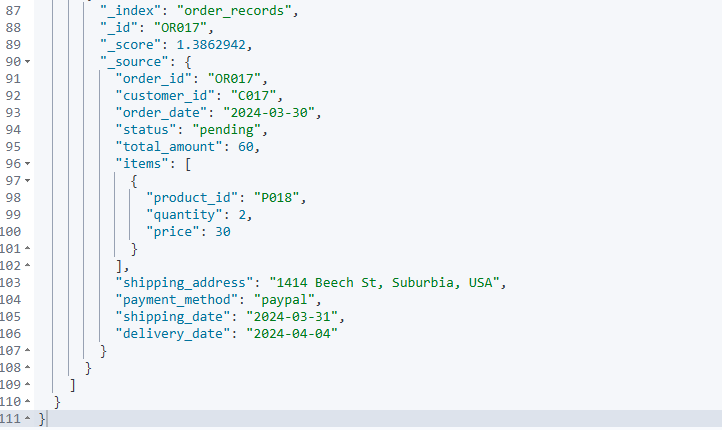 87 "_index": "order_records",
88 "_id": "OR017",
89 "_score": 1.3862942,
90 "_source": {
91 "order_id": "OR017",
92 "customer_id": "C017",
93 "order_date": "2024-03-30",
94 "status": "pending",
95 "total_amount": 60,
96 "items": [
97 {
98 "product_id": "P018",
99 "quantity": 2,
100 "price": 30
101 }
102 ],
103 "shipping_address": "1414 Beech St, Suburbia, USA",
104 "payment_method": "paypal",
105 "shipping_date": "2024-03-31",
106 "delivery_date": "2024-04-04"
107 }
108 }
109 ]
110 }
111 }